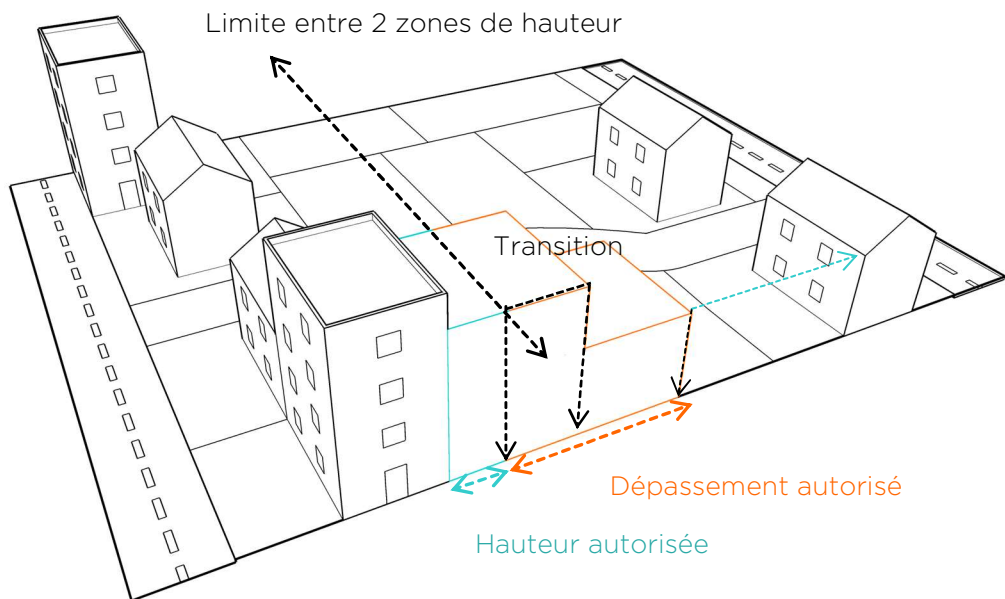 Limite entre 2 zones de hauteur
Transition
Dépassement autorisé
Hauteur autorisée